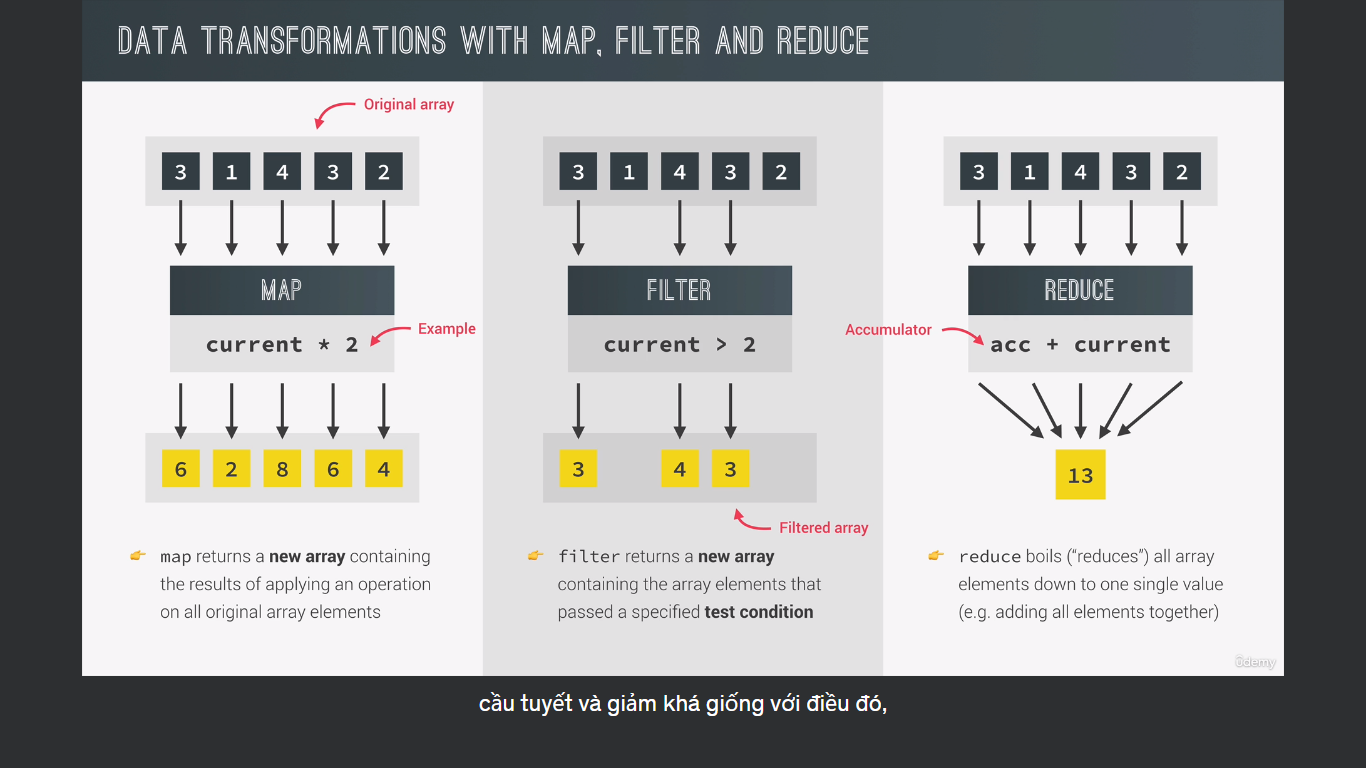 DATA TRANSFORMATIONS WITH MAP, FILTER AND REDUCE
Original array
3 1 4 3 2
MAP
current * 2
Example
6 2 8 6 4
👉 map returns a new array containing
the results of applying an operation
on all original array elements
3 1 4 3 2
FILTER
current > 2
3 4 3
Filtered array
👉 filter returns a new array
containing the array elements that
passed a specified test condition
3 1 4 3 2
REDUCE
Accumulator
acc + current
13
👉 reduce boils (“reduces”) all array
elements down to one single value
(e.g. adding all elements together)
ûdemy
cầu tuyết và giảm khá giống với điều đó,